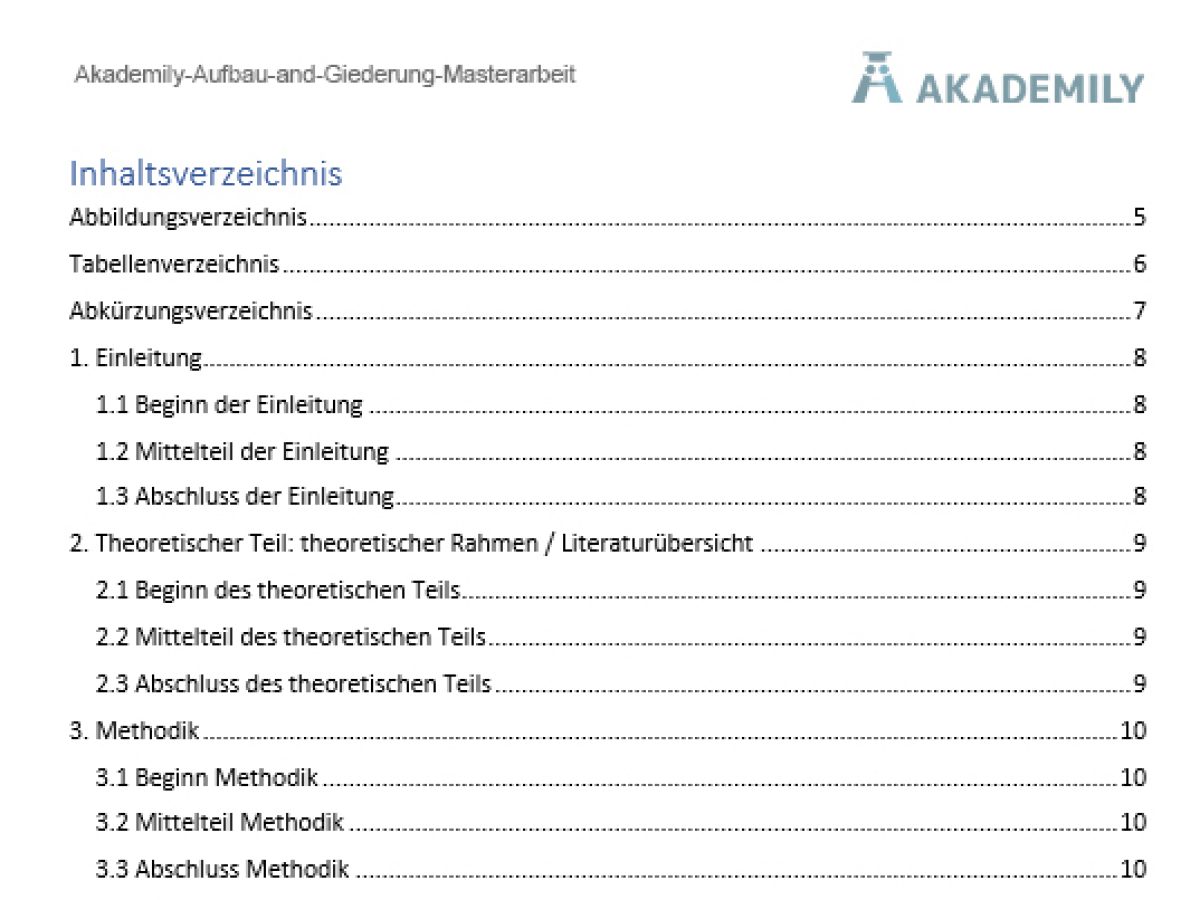 Akademily-Aufbau-and-Giederung-Masterarbeit
AKADEMILY
Inhaltsverzeichnis
Abbildungsverzeichnis 5
Tabellenverzeichnis 6
Abkürzungsverzeichnis 7
1. Einleitung 8
1.1 Beginn der Einleitung 8
1.2 Mittelteil der Einleitung 8
1.3 Abschluss der Einleitung 8
2. Theoretischer Teil: theoretischer Rahmen / Literaturübersicht 9
2.1 Beginn des theoretischen Teils 9
2.2 Mittelteil des theoretischen Teils 9
2.3 Abschluss des theoretischen Teils 9
3. Methodik 10
3.1 Beginn Methodik 10
3.2 Mittelteil Methodik 10
3.3 Abschluss Methodik 10